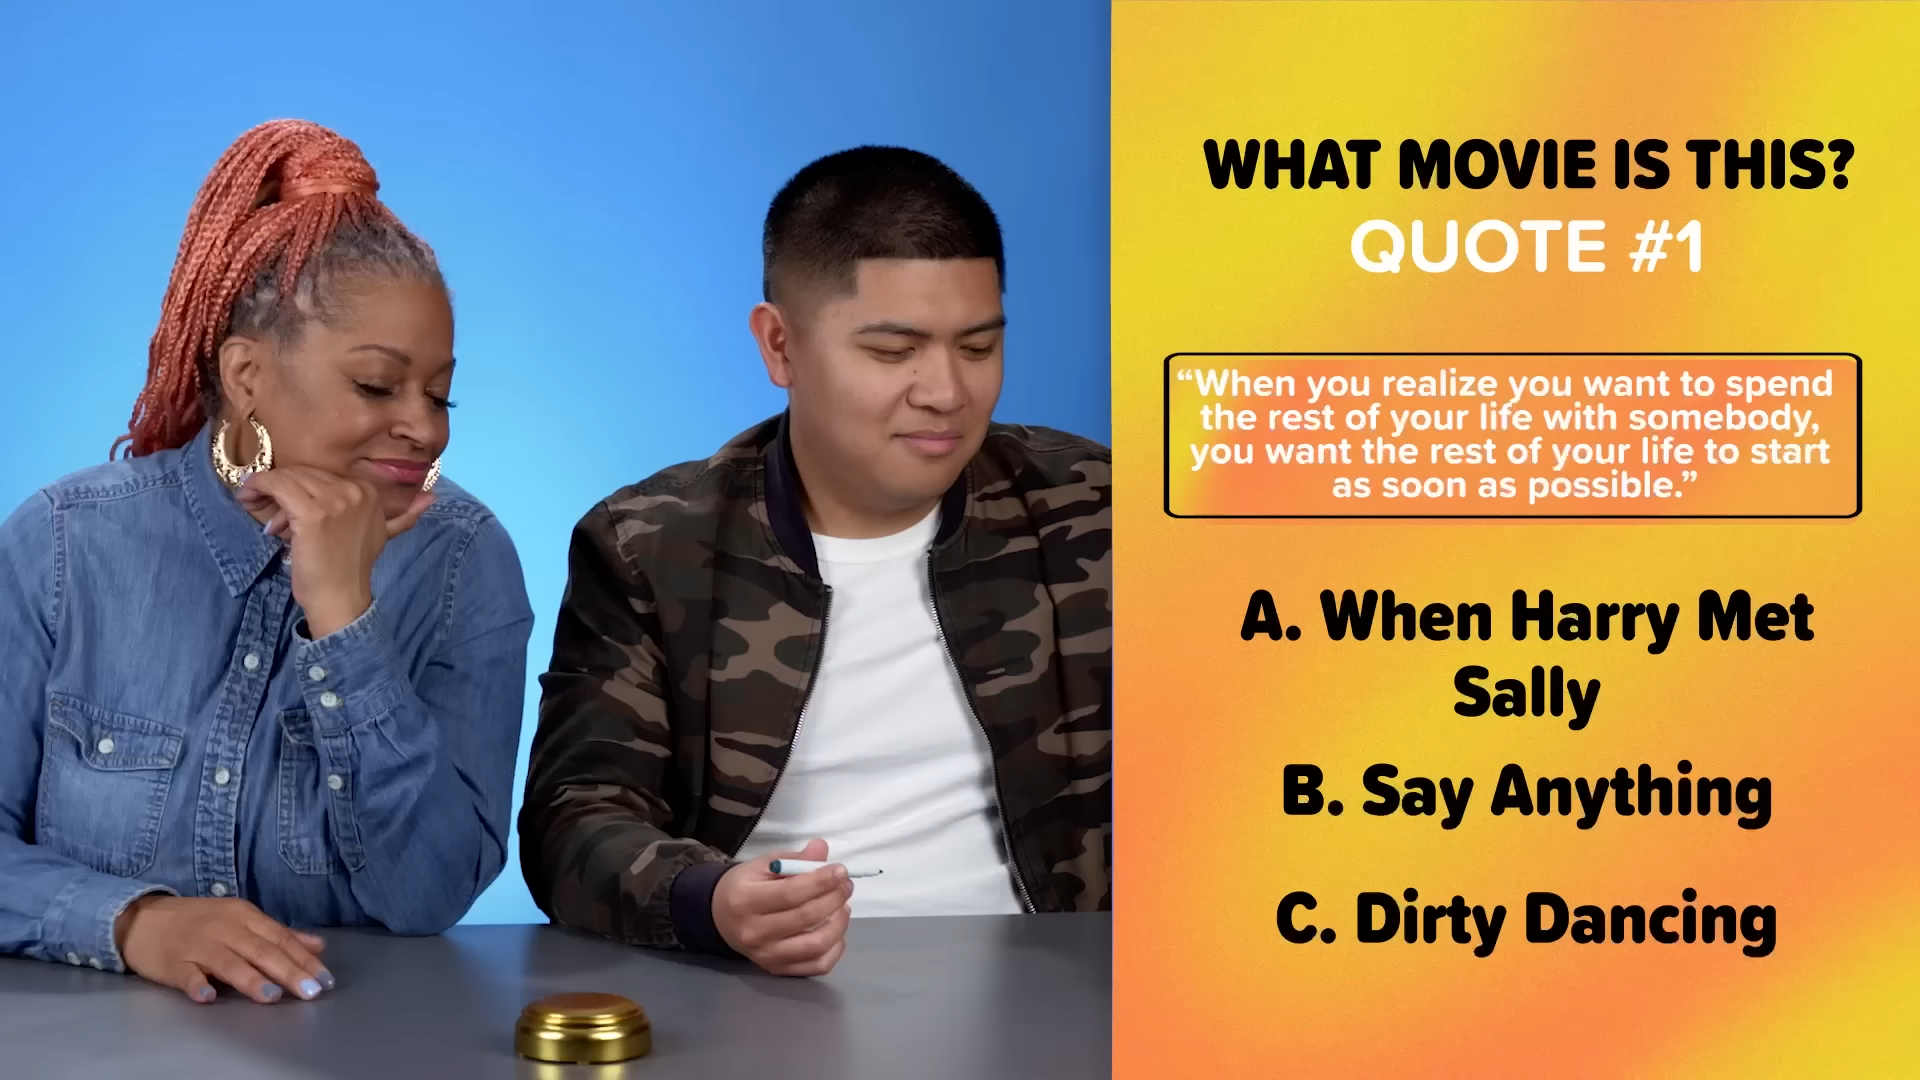 WHAT MOVIE IS THIS?
QUOTE #1
“When you realize you want to spend
the rest of your life with somebody,
you want the rest of your life to start
as soon as possible.”
A. When Harry Met
Sally
B. Say Anything
C. Dirty Dancing